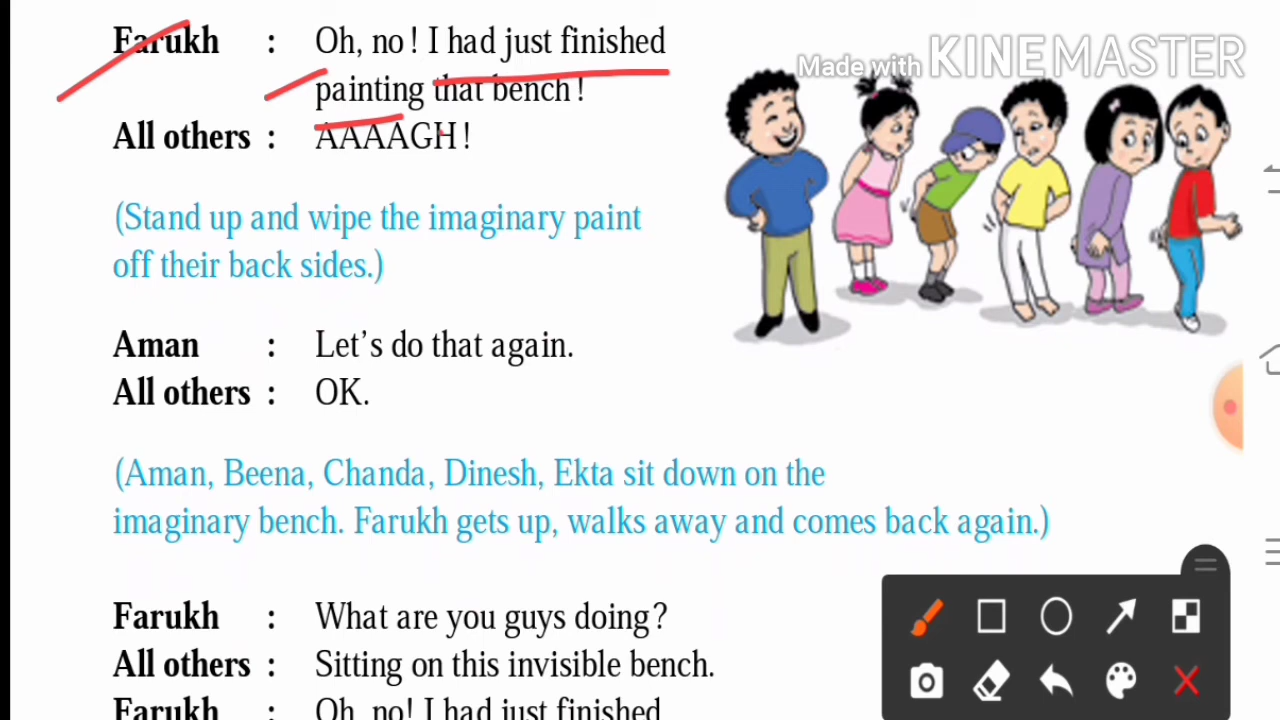 Made with KINEMASTER
Farukh : Oh, no! I had just finished
painting that bench!
All others : AAAAGH!
(Stand up and wipe the imaginary paint
off their back sides.)
Aman : Let's do that again.
All others : OK.
(Aman, Beena, Chanda, Dinesh, Ekta sit down on the
imaginary bench. Farukh gets up, walks away and comes back again.)
Farukh : What are you guys doing?
All others : Sitting on this invisible bench.
Farukh : Oh, no! I had just finished